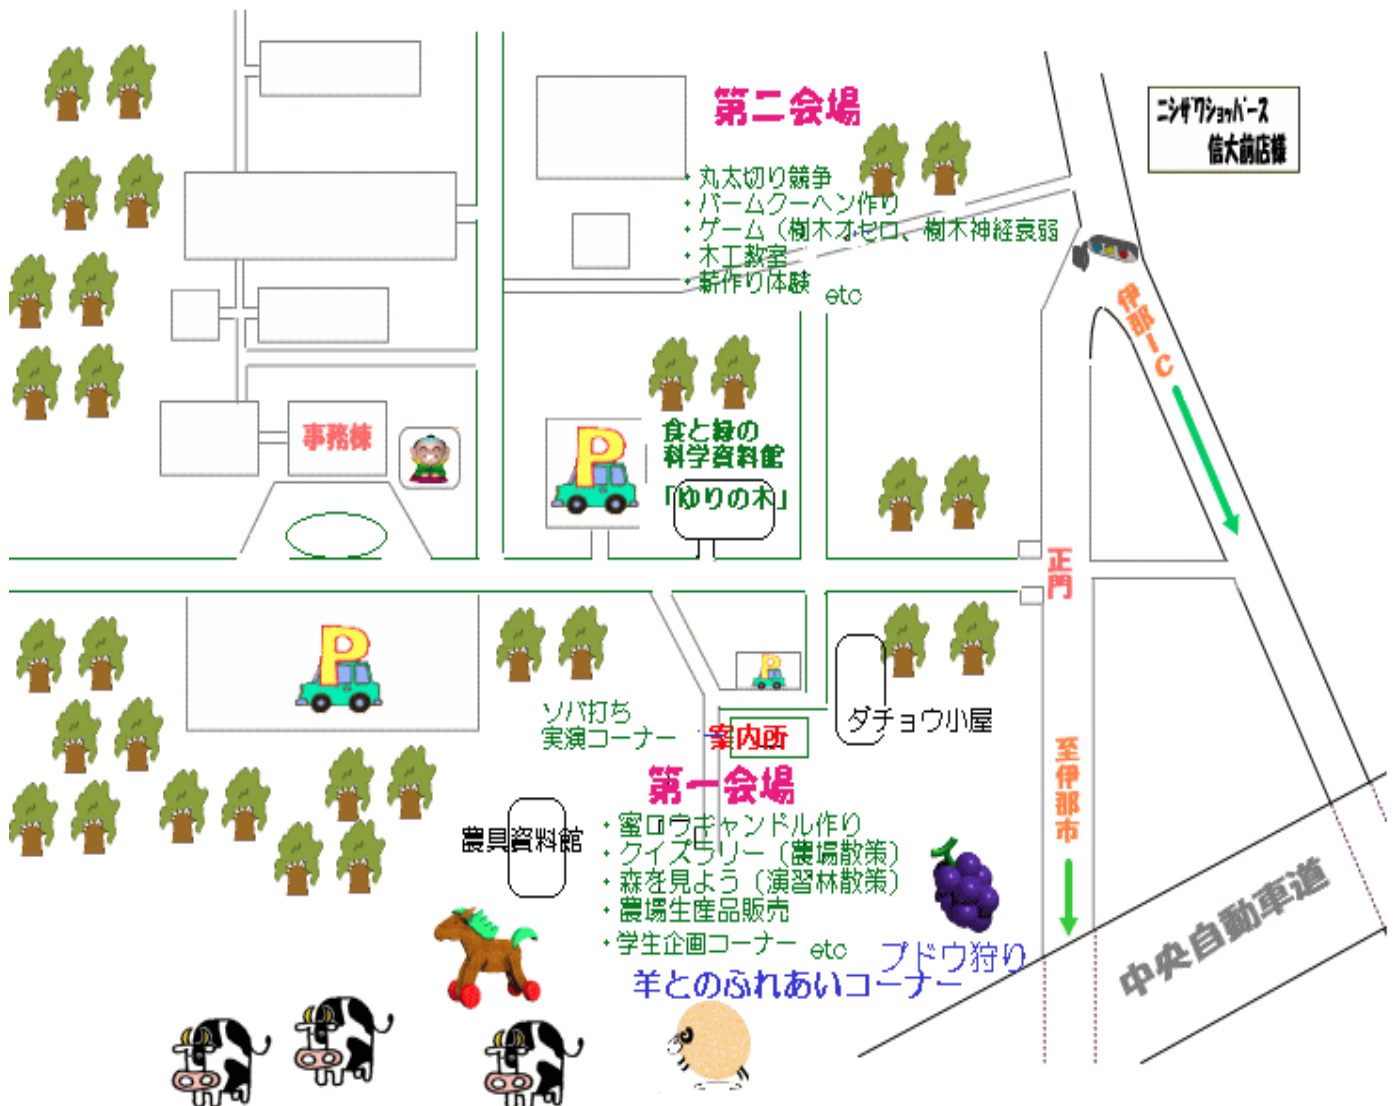 第二会場
ニシザワショッパース
信大前店様
・丸太切り競争
・バームクーヘン作り
・ゲーム（樹木オセロ、樹木神経衰弱
・木工教室
・薪作り体験
etc
伊那IC
事務棟
P
食と緑の
科学資料館
「ゆりの木」
正門
P
P
ソバ打ち
実演コーナー
案内所
ダチョウ小屋
第一会場
至伊那市
農具資料館
・蜜ロウキャンドル作り
・クイズラリー（農場散策）
・森を見よう（演習林散策）
・農場生産品販売
・学生企画コーナー
etc
ブドウ狩り
羊とのふれあいコーナー
中央自動車道